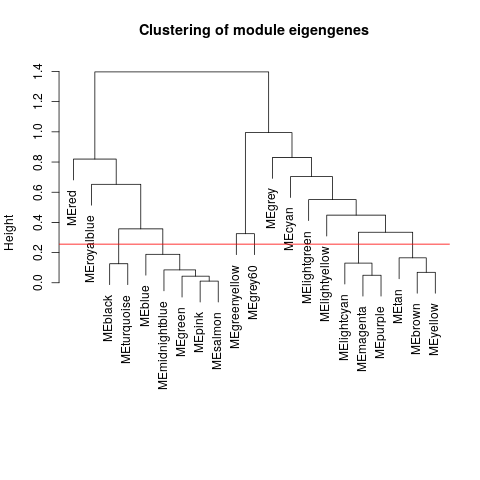 Clustering of module eigengenes
Height
1.4
1.2
1.0
0.8
0.6
0.4
0.2
0.0
MEred
MEroyalblue
MEblack
MEturquoise
MEblue
MEmidnightblue
MEgreen
MEpink
MEsalmon
MEgreenyellow
MEgrey60
MEgrey
MEcyan
MElightgreen
MElightyellow
MElightcyan
MEmagenta
MEpurple
MEtan
MEbrown
MEyellow